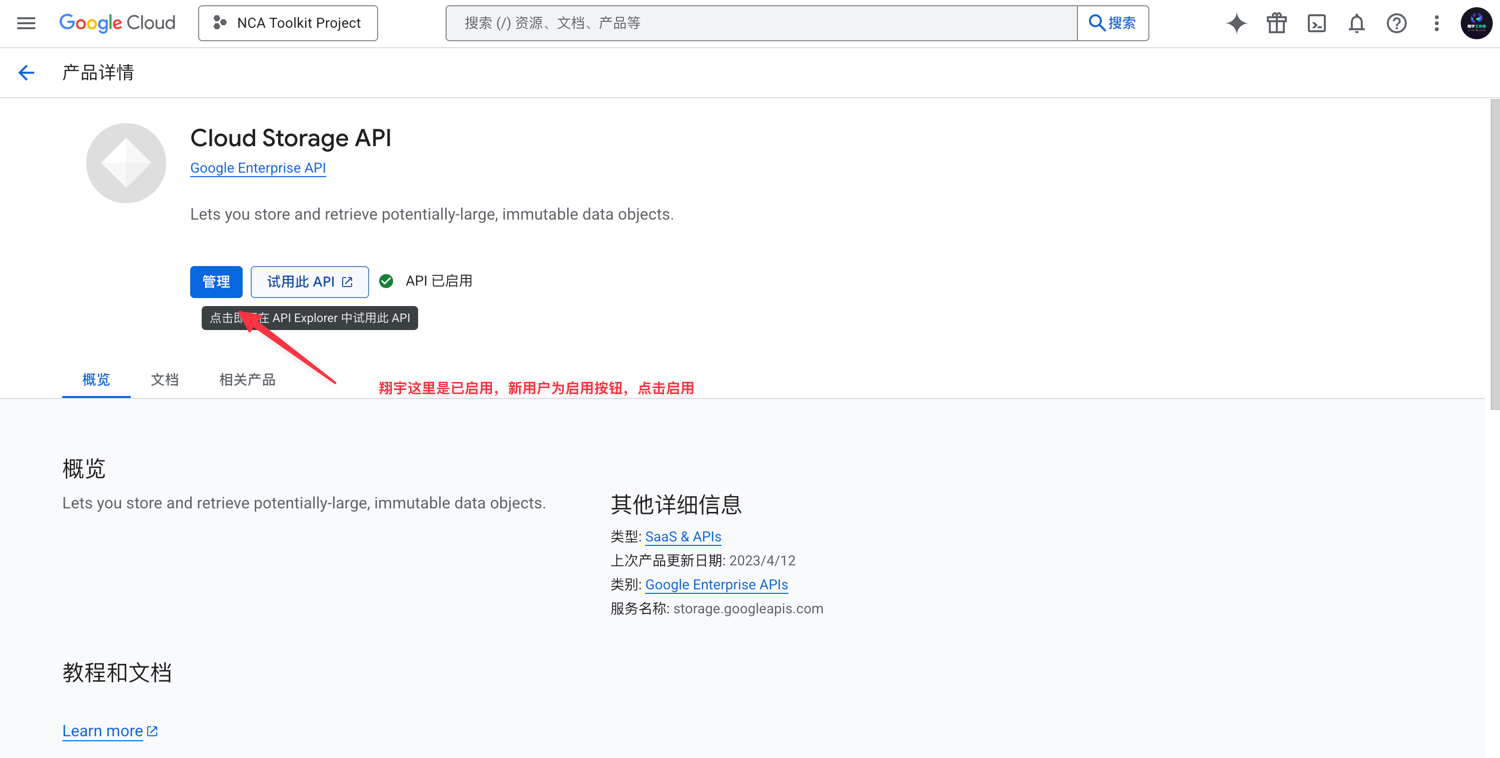 Google Cloud
NCA Toolkit Project
搜索 (/) 资源、文档、产品等
搜索
产品详情
Cloud Storage API
Google Enterprise API
Lets you store and retrieve potentially-large, immutable data objects.
管理
试用此 API
API 已启用
点击即 在 API Explorer 中试用此 API
概览
文档
相关产品
翔宇这里是已启用，新用户为启用按钮，点击启用
概览
Lets you store and retrieve potentially-large, immutable data objects.
其他详细信息
类型: SaaS & APIs
上次产品更新日期: 2023/4/12
类别: Google Enterprise APIs
服务名称: storage.googleapis.com
教程和文档
Learn more